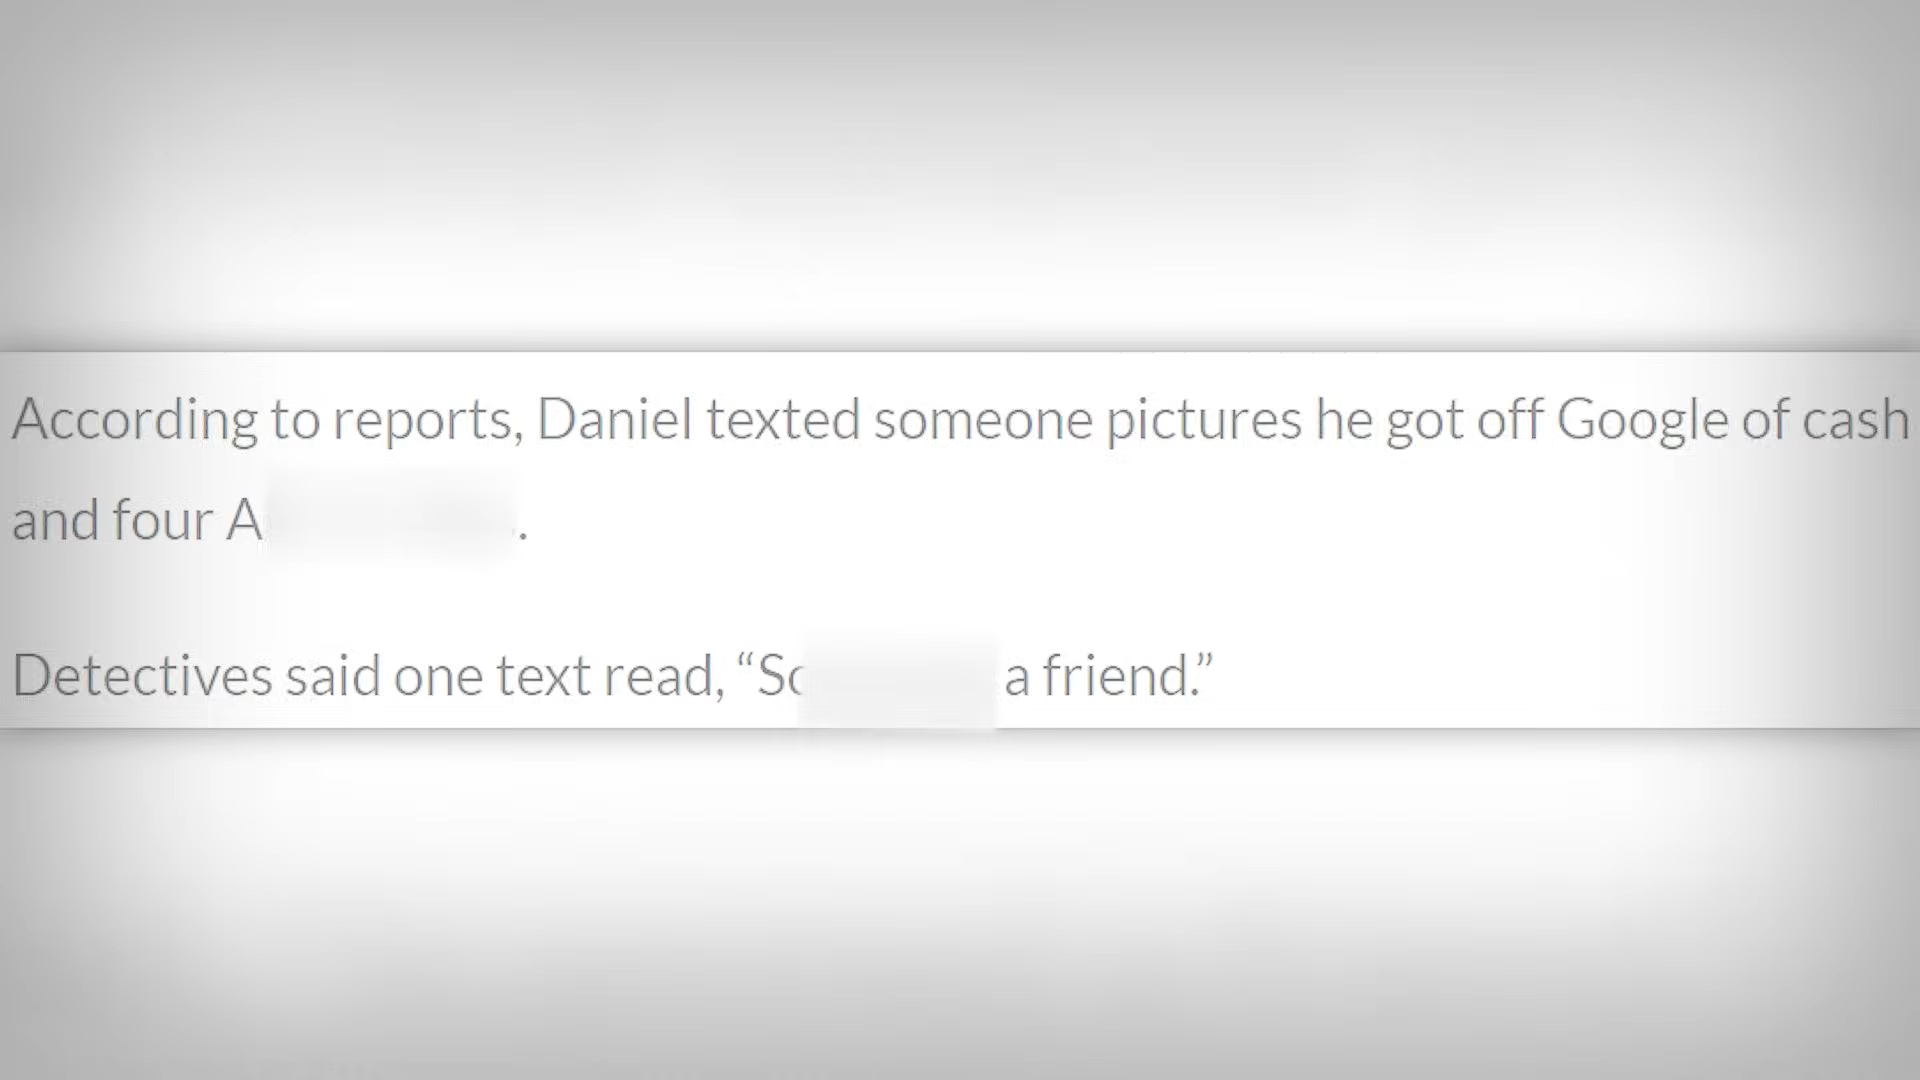 According to reports, Daniel texted someone pictures he got off Google of cash
and four A .
Detectives said one text read, “So a friend.”